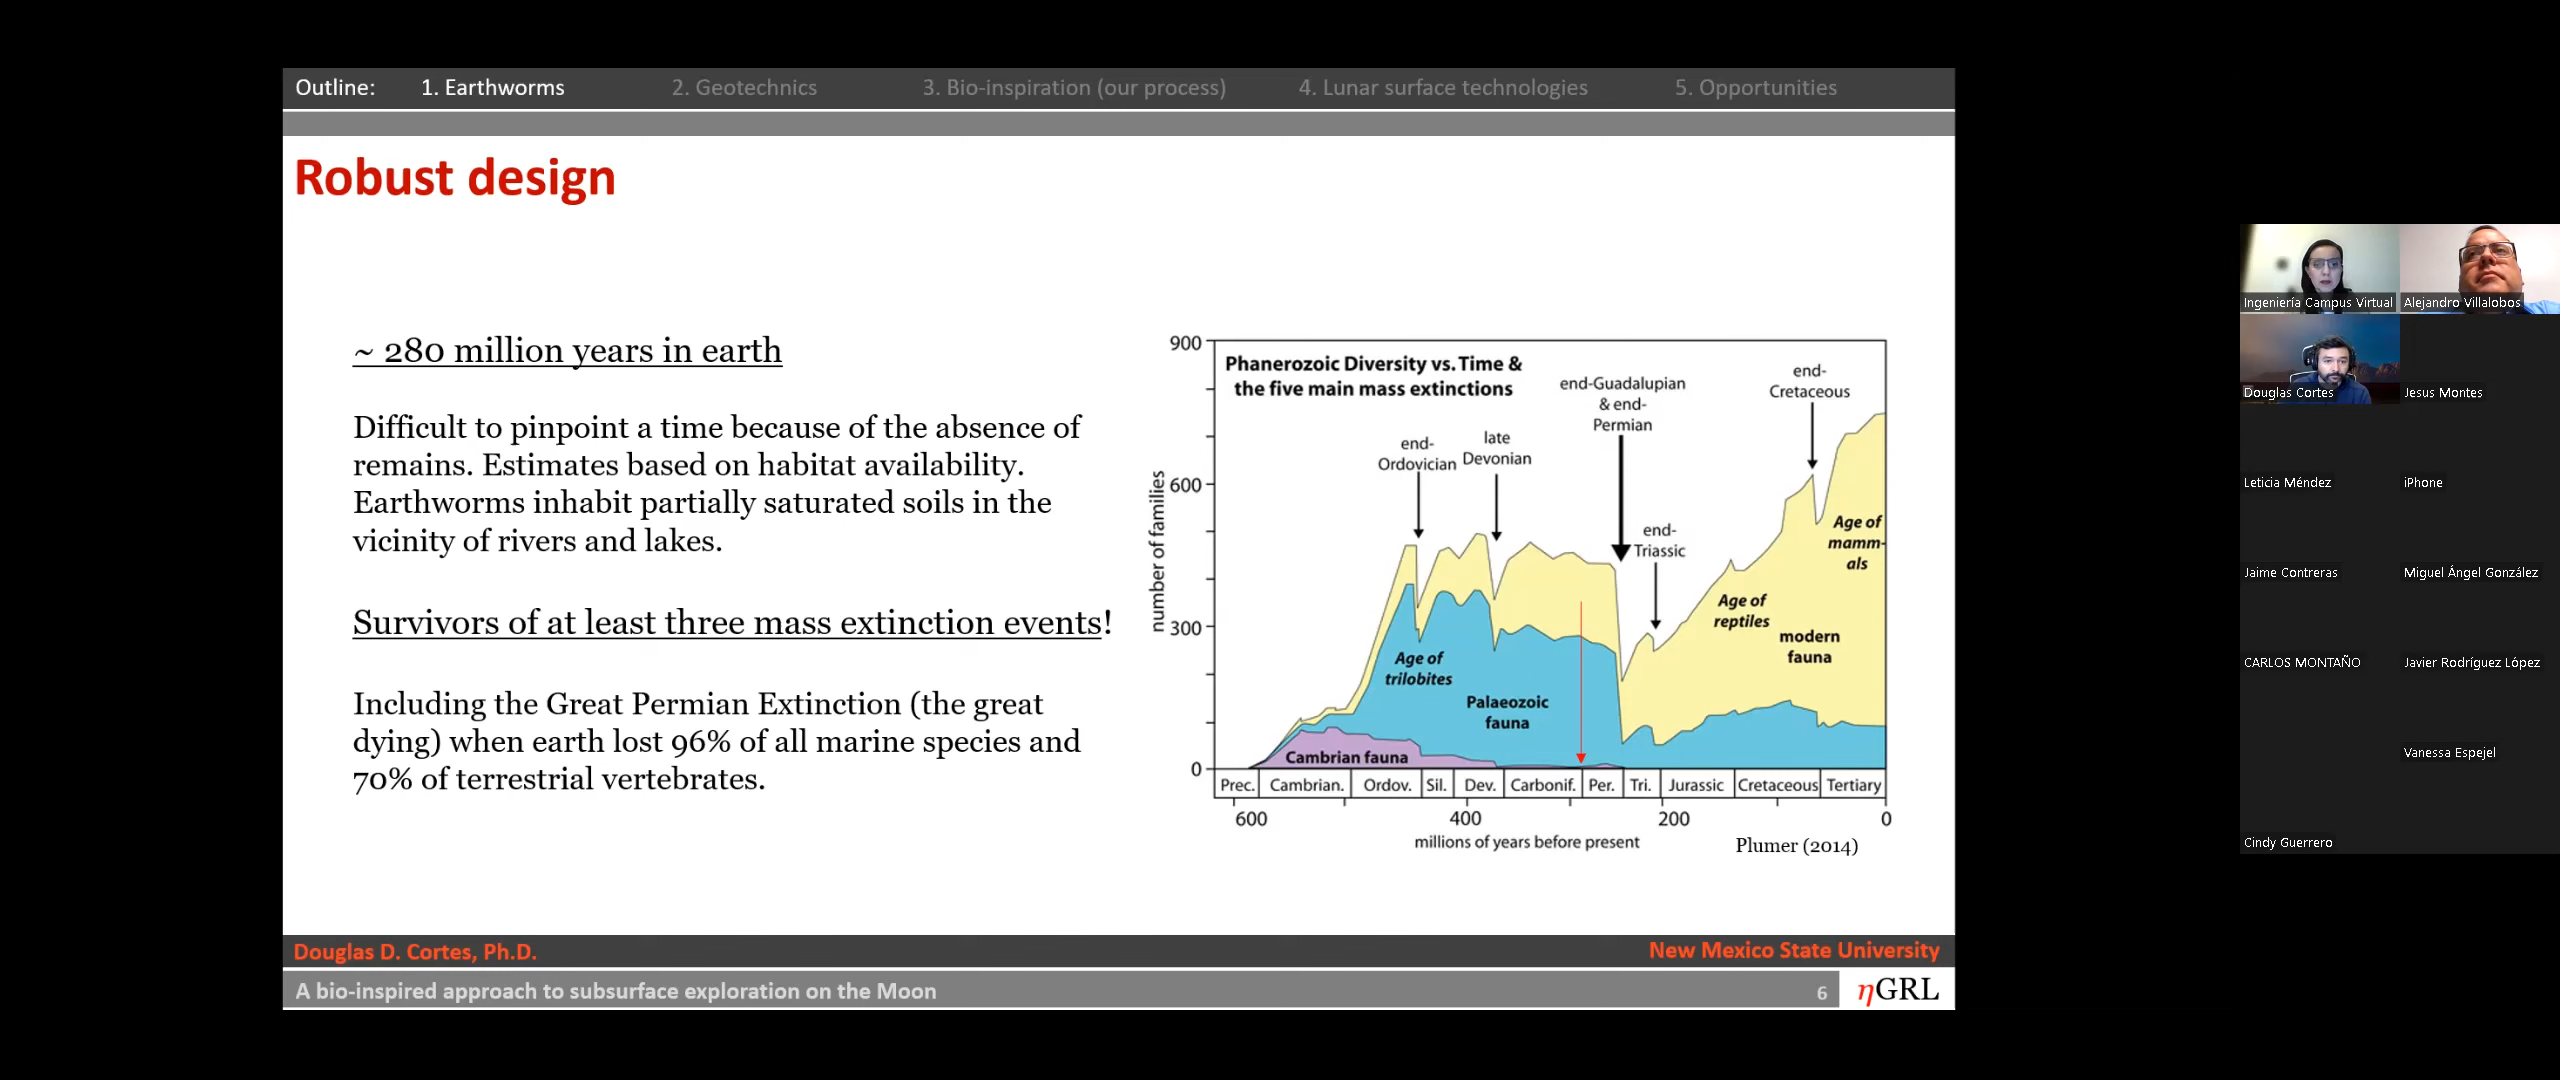 Outline: 1. Earthworms 2. Geotechnics 3. Bio-inspiration (our process) 4. Lunar surface technologies 5. Opportunities
Robust design
~ 280 million years in earth
Difficult to pinpoint a time because of the absence of
remains. Estimates based on habitat availability.
Earthworms inhabit partially saturated soils in the
vicinity of rivers and lakes.
Survivors of at least three mass extinction events!
Including the Great Permian Extinction (the great
dying) when earth lost 96% of all marine species and
70% of terrestrial vertebrates.
Phanerozoic Diversity vs. Time &
the five main mass extinctions
number of families
900
600
300
0
end-
Ordovician
late
Devonian
end-Guadalupian
& end-
Permian
end-
Triassic
end-
Cretaceous
Age of
trilobites
Palaeozoic
fauna
Cambrian fauna
Age of
reptiles
modern
fauna
Age of
mamm-
als
Prec. Cambrian. Ordov. Sil. Dev. Carbonif. Per. Tri. Jurassic Cretaceous Tertiary
600 400 200 0
millions of years before present
Plumer (2014)
Douglas D. Cortes, Ph.D. New Mexico State University
A bio-inspired approach to subsurface exploration on the Moon 6 ηGRL
Ingeniería Campus Virtual Alejandro Villalobos
Douglas Cortes Jesus Montes
Leticia Méndez iPhone
Jaime Contreras Miguel Ángel González
CARLOS MONTAÑO Javier Rodríguez López
Vanessa Espejel
Cindy Guerrero